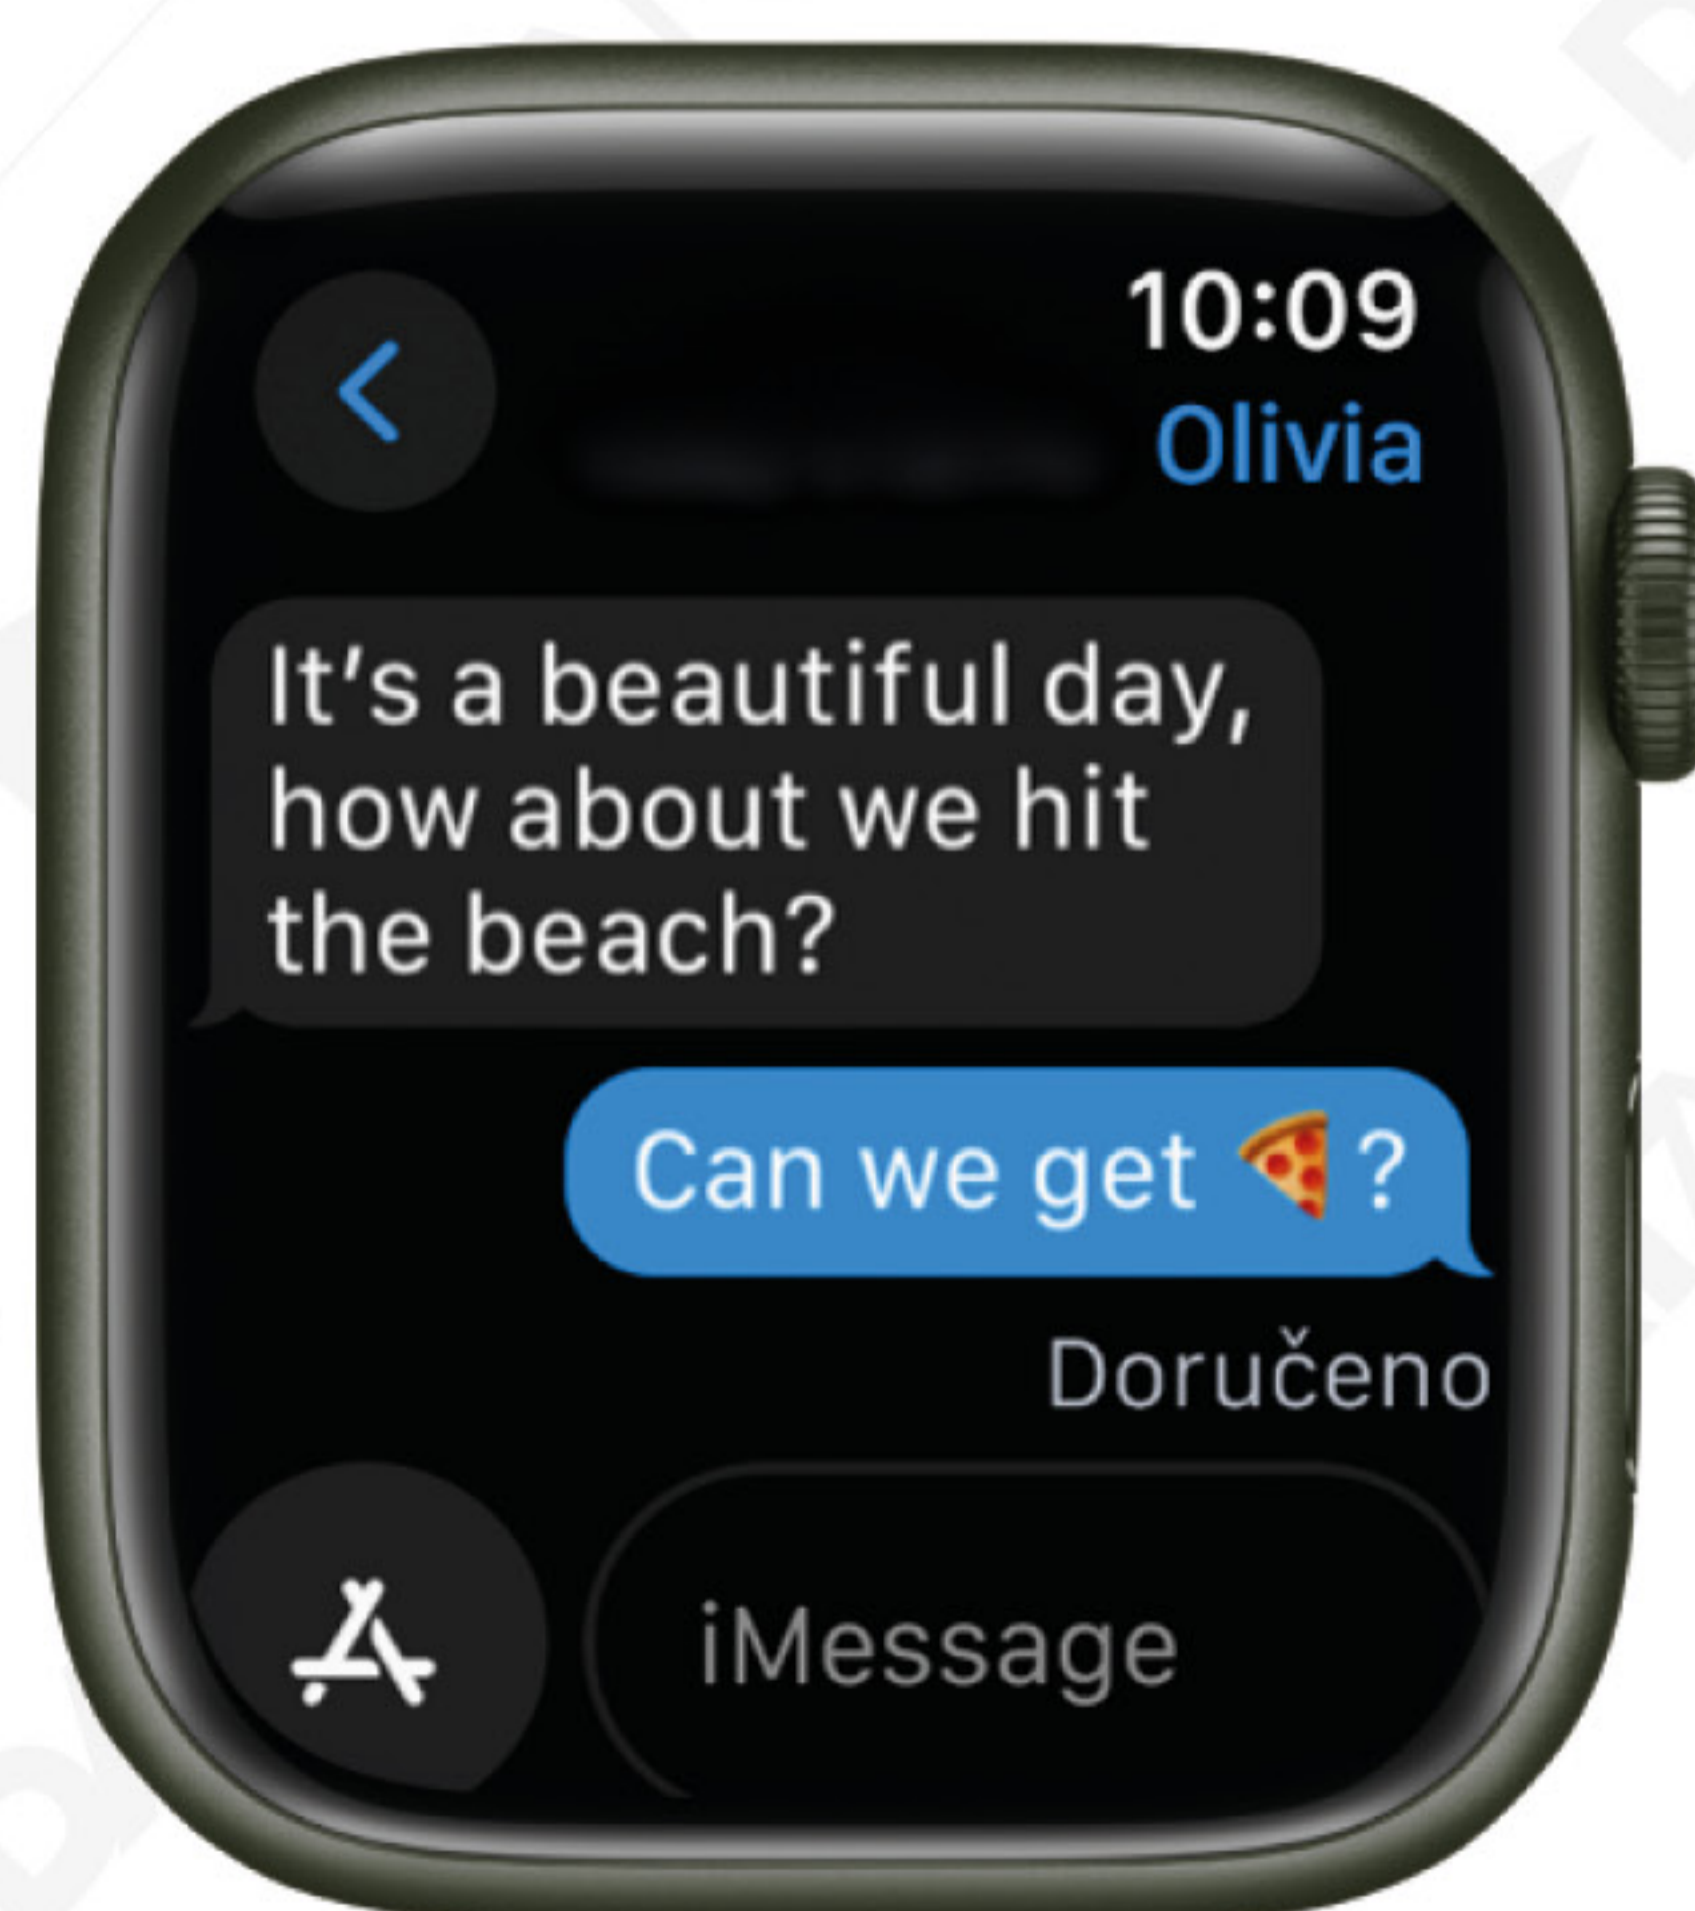 10:09
Olivia
It’s a beautiful day,
how about we hit
the beach?
Can we get 🍕 ?
Doručeno
iMessage